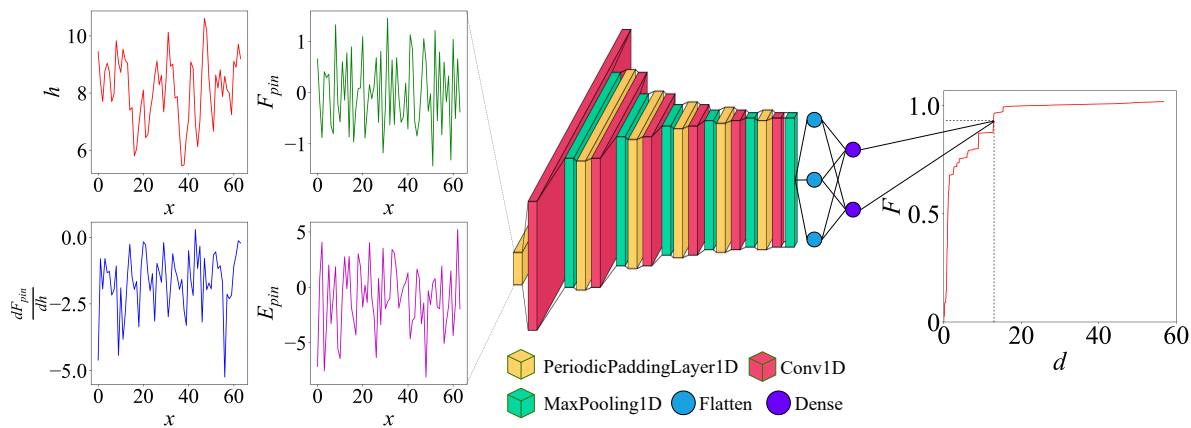 10
8
6
h
0
20
40
60
x
1
0
−1
F_pin
0
20
40
60
x
0.0
−2.5
−5.0
dF_pin
dh
0
20
40
60
x
5
0
−5
E_pin
0
20
40
60
x
PeriodicPaddingLayer1D
Conv1D
MaxPooling1D
Flatten
Dense
1.0
0.5
0
F
0
20
40
60
d